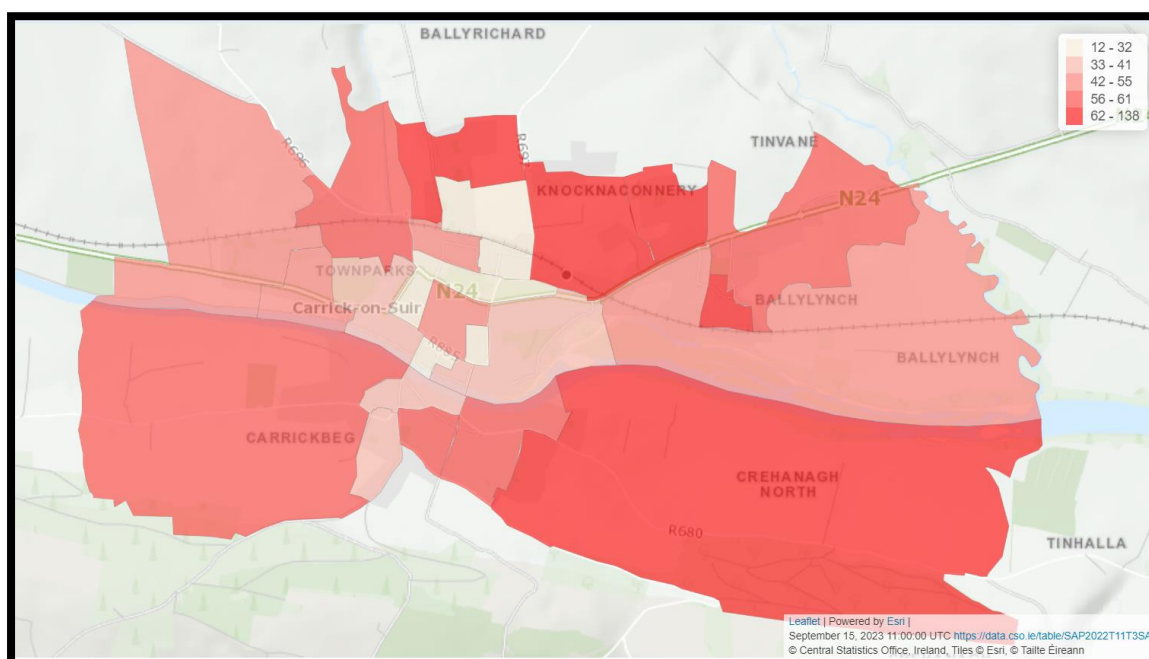 BALLYRICHARD
12 - 32
33 - 41
42 - 55
56 - 61
62 - 138
R696
R697
TINVANE
KNOCKNACONNERY
N24
TOWNPARKS
N24
Carrick-on-Suir
BALLYLYNCH
R885
BALLYLYNCH
CARRICKBEG
CREHANAGH
NORTH
R680
TINHALLA
Leaflet | Powered by Esri |
September 15, 2023 11:00:00 UTC https://data.cso.ie/table/SAP2022T11T3SA
© Central Statistics Office, Ireland, Tiles © Esri, © Tailte Éireann